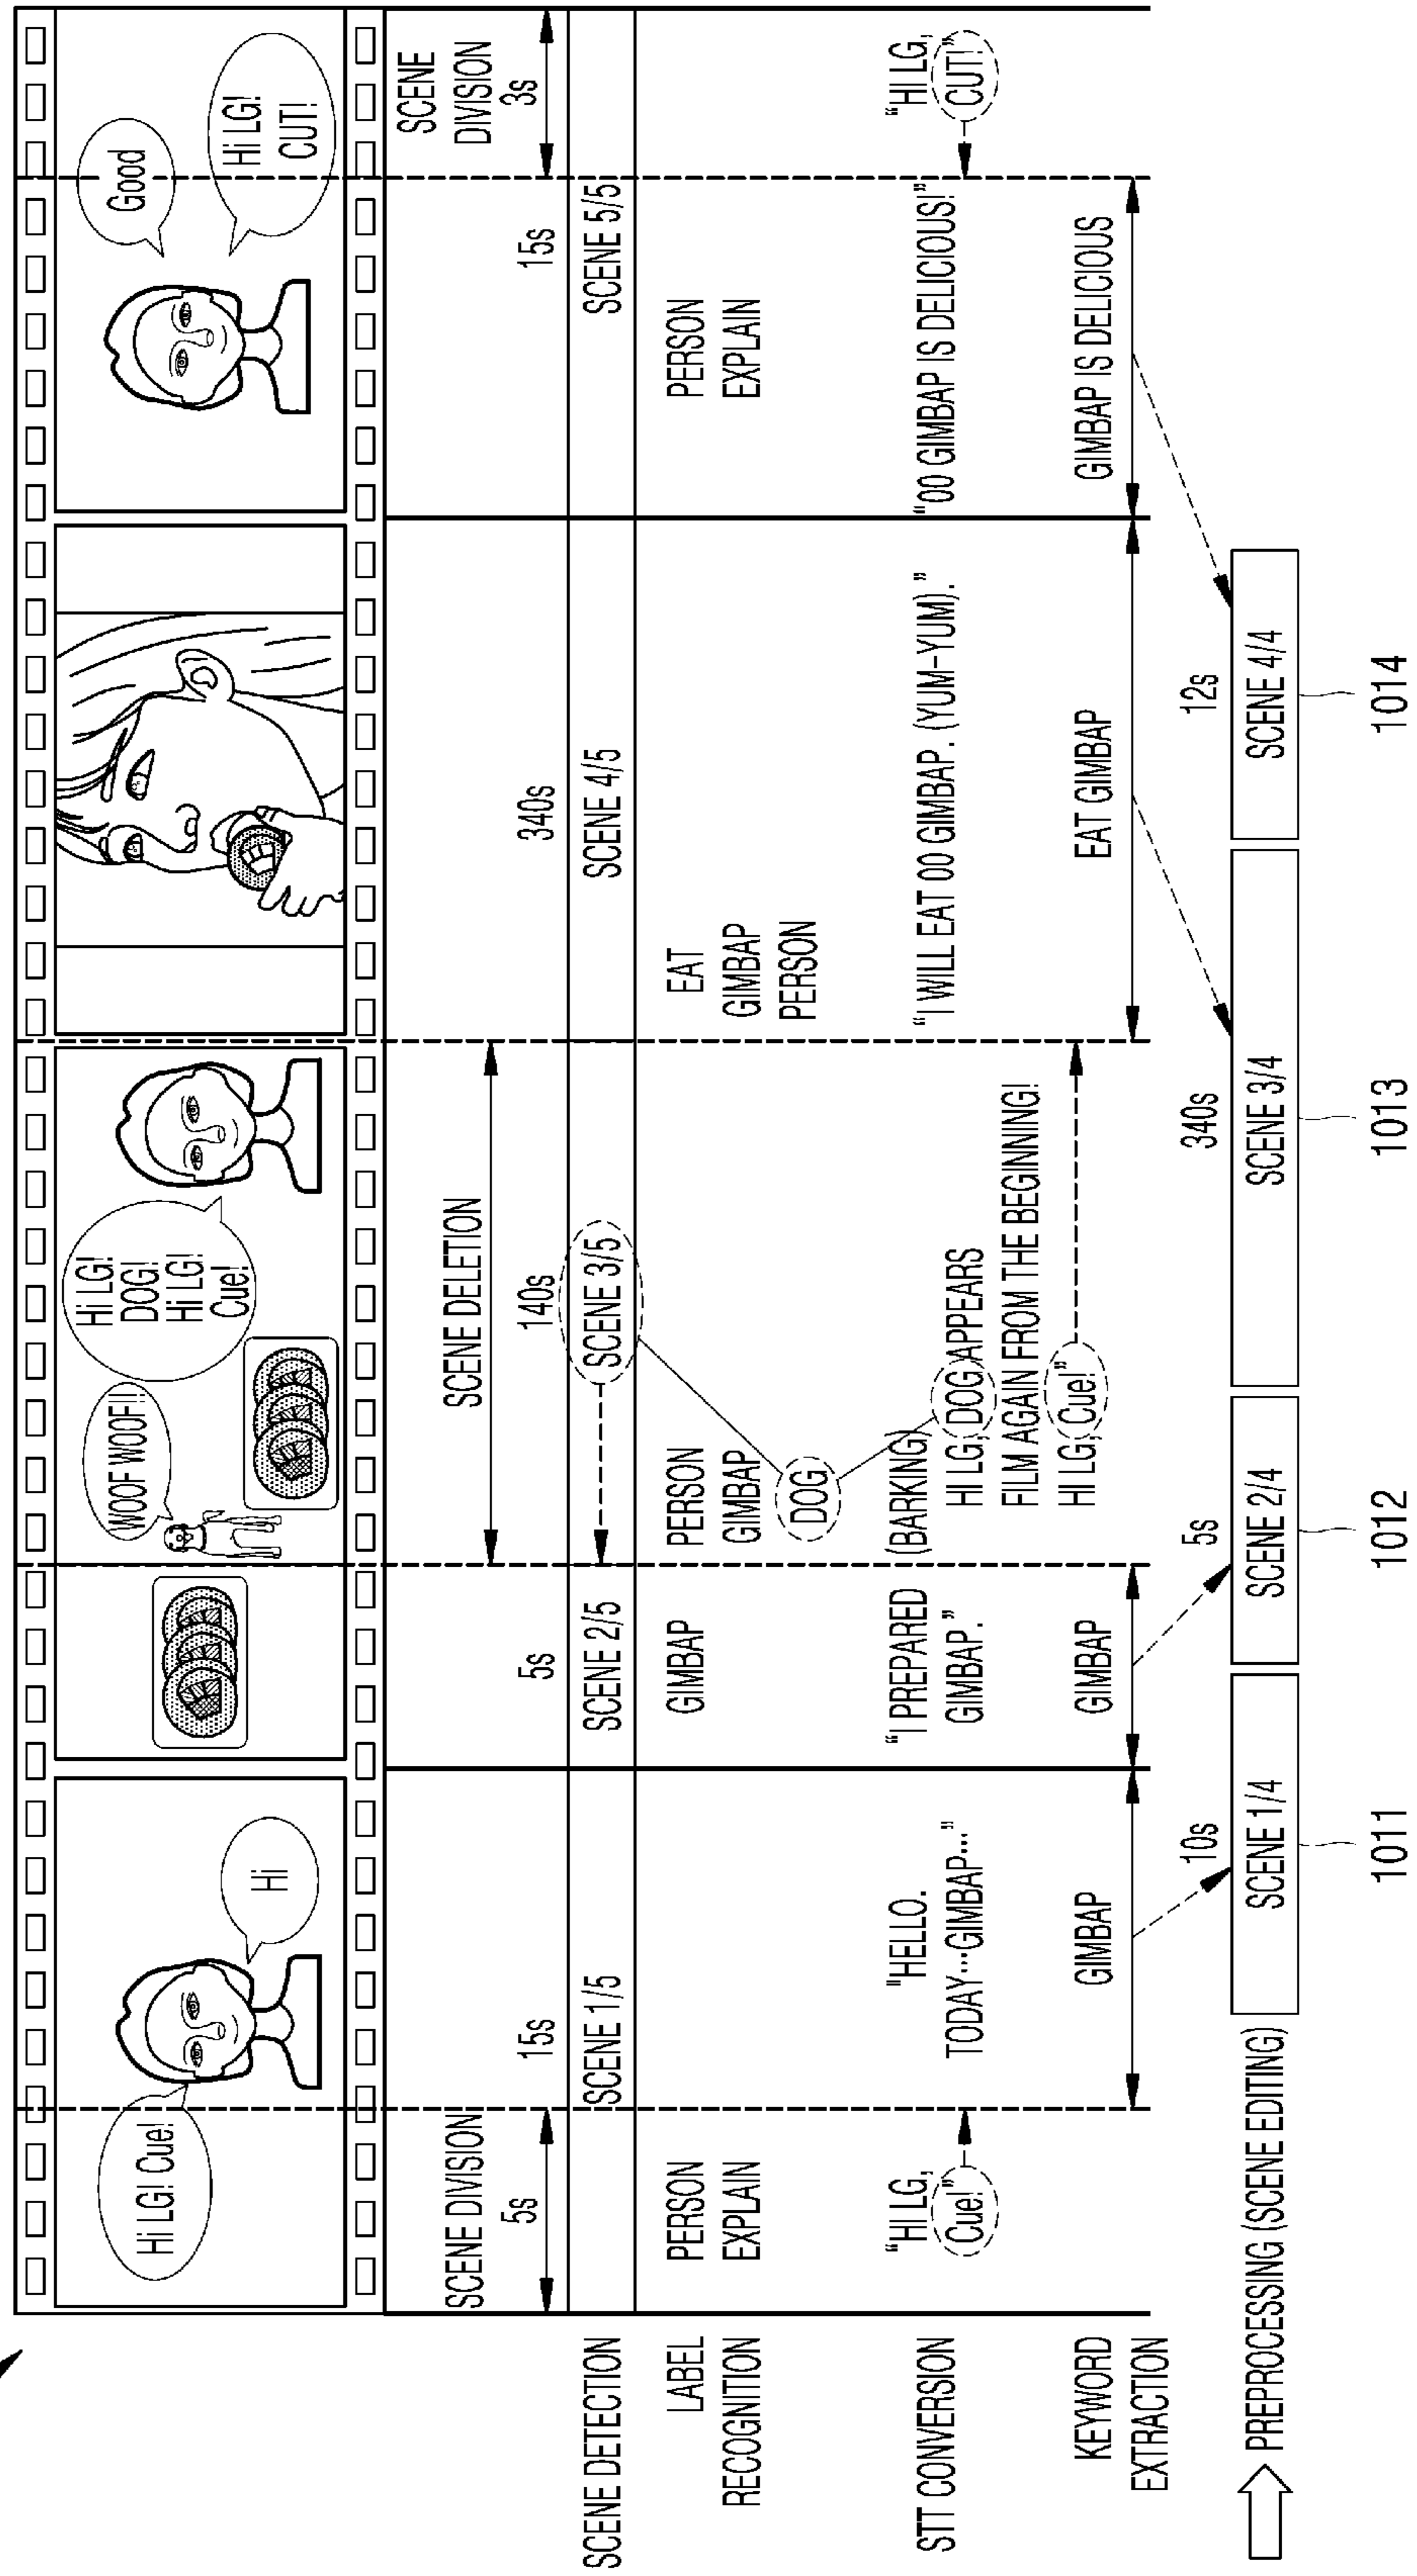 Hi LG! Cue!
Hi
WOOF WOOF!!!
Hi LG!
DOG!
Hi LG!
Cue!
Good
Hi LG!
CUT!
SCENE DIVISION
5s
15s
5s
SCENE DELETION
140s
340s
15s
SCENE
DIVISION
3s
SCENE DETECTION
SCENE 1/5
SCENE 2/5
SCENE 3/5
SCENE 4/5
SCENE 5/5
LABEL
RECOGNITION
PERSON
EXPLAIN
GIMBAP
PERSON
GIMBAP
DOG
EAT
GIMBAP
PERSON
PERSON
EXPLAIN
STT CONVERSION
“HI LG,
Cue!”
"HELLO.
TODAY···GIMBAP···”
“I PREPARED
GIMBAP.”
(BARKING)
HI LG, DOG APPEARS
FILM AGAIN FROM THE BEGINNING!
HI LG, Cue!”
“I WILL EAT OO GIMBAP. (YUM-YUM).”
“OO GIMBAP IS DELICIOUS!”
“HI LG,
CUT!”
KEYWORD
EXTRACTION
GIMBAP
GIMBAP
EAT GIMBAP
GIMBAP IS DELICIOUS
PREPROCESSING (SCENE EDITING)
10s
5s
340s
12s
SCENE 1/4
SCENE 2/4
SCENE 3/4
SCENE 4/4
1011
1012
1013
1014